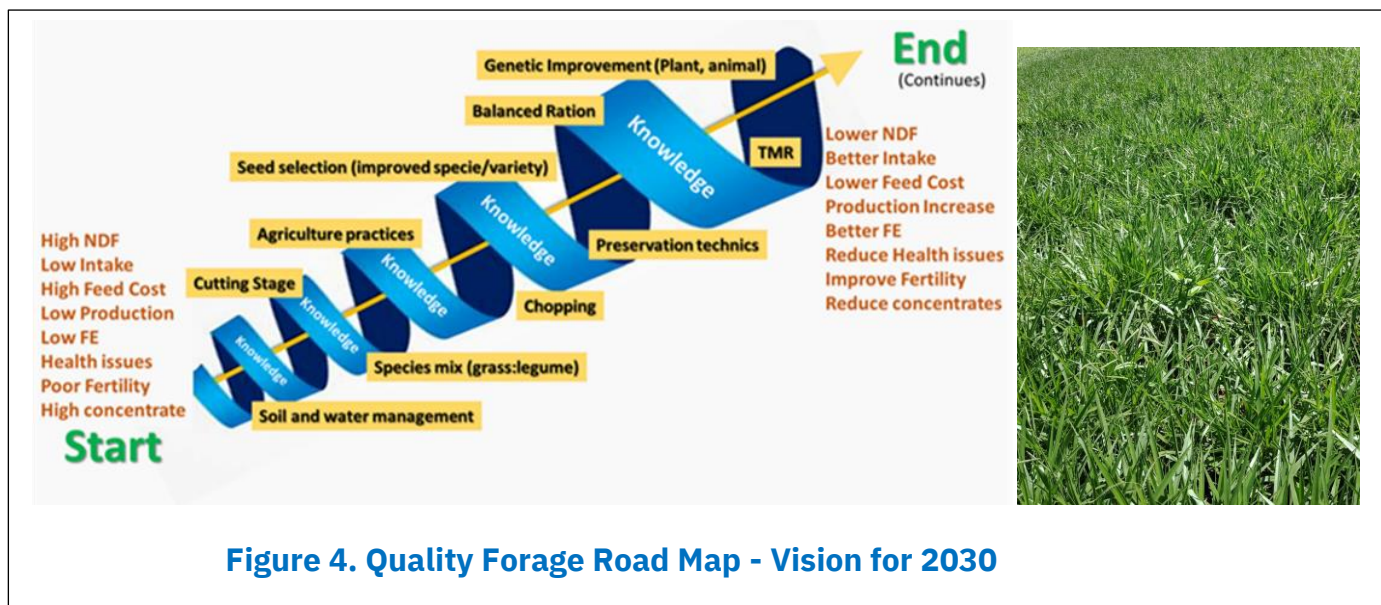 End
(Continues)
Genetic Improvement (Plant, animal)
Balanced Ration
Knowledge
TMR
Lower NDF
Better Intake
Lower Feed Cost
Production Increase
Better FE
Reduce Health issues
Improve Fertility
Reduce concentrates
Seed selection (improved specie/variety)
Knowledge
Preservation technics
Agriculture practices
Knowledge
Chopping
Cutting Stage
Knowledge
Species mix (grass:legume)
Knowledge
Soil and water management
High NDF
Low Intake
High Feed Cost
Low Production
Low FE
Health issues
Poor Fertility
High concentrate
Start
Figure 4. Quality Forage Road Map - Vision for 2030